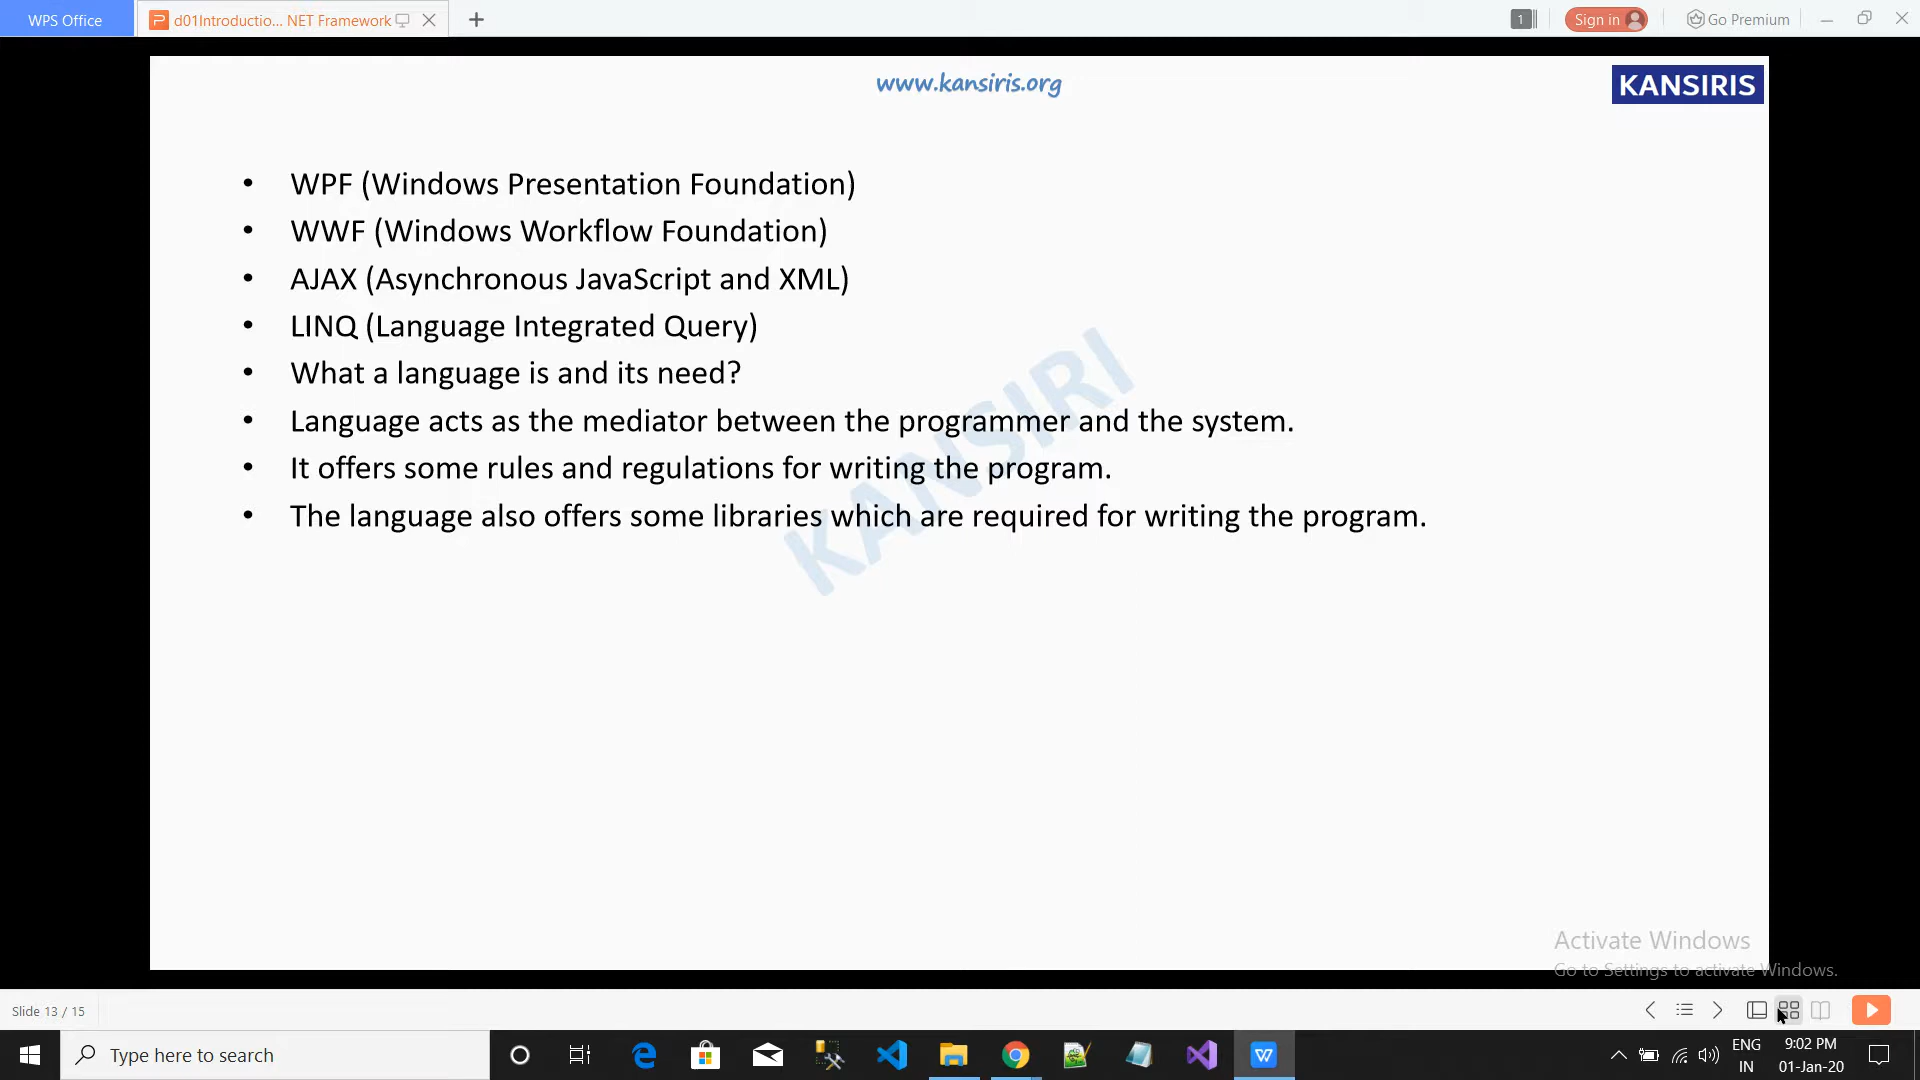 WPS Office
d01Introductio... NET Framework
1
Sign in
Go Premium
www.kansiris.org
KANSIRIS
• WPF (Windows Presentation Foundation)
• WWF (Windows Workflow Foundation)
• AJAX (Asynchronous JavaScript and XML)
• LINQ (Language Integrated Query)
• What a language is and its need?
• Language acts as the mediator between the programmer and the system.
• It offers some rules and regulations for writing the program.
• The language also offers some libraries which are required for writing the program.
KANSIRI
Activate Windows
Go to Settings to activate Windows.
Slide 13 / 15
Type here to search
ENG
IN
9:02 PM
01-Jan-20